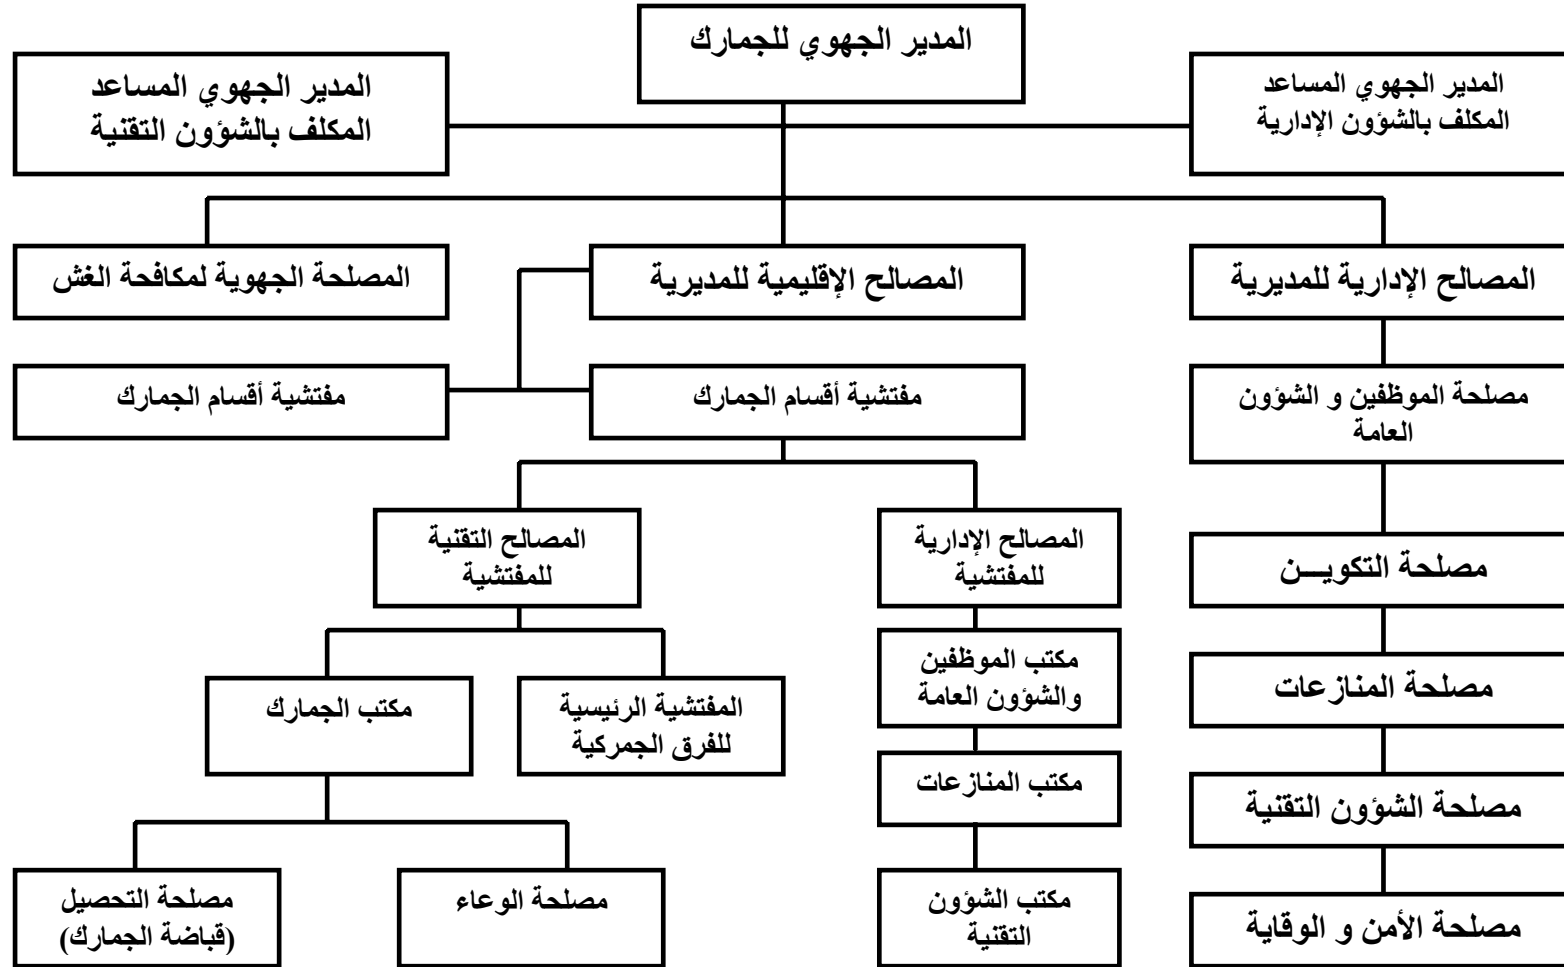 المدير الجهوي للجمارك
المدير الجهوي المساعد
المكلف بالشؤون الإدارية
المدير الجهوي المساعد
المكلف بالشؤون التقنية
المصالح الإدارية للمديرية
المصالح الإقليمية للمديرية
المصلحة الجهوية لمكافحة الغش
مصلحة الموظفين و الشؤون
العامة
مفتشية أقسام الجمارك
مفتشية أقسام الجمارك
مصلحة التكويـــن
المصالح الإدارية
للمفتشية
المصالح التقنية
للمفتشية
مصلحة المنازعات
مكتب الموظفين
والشؤون العامة
المفتشية الرئيسية
للفرق الجمركية
مكتب الجمارك
مصلحة الشؤون التقنية
مكتب المنازعات
مصلحة الأمن و الوقاية
مكتب الشؤون
التقنية
مصلحة الوعاء
مصلحة التحصيل
(قباضة الجمارك)